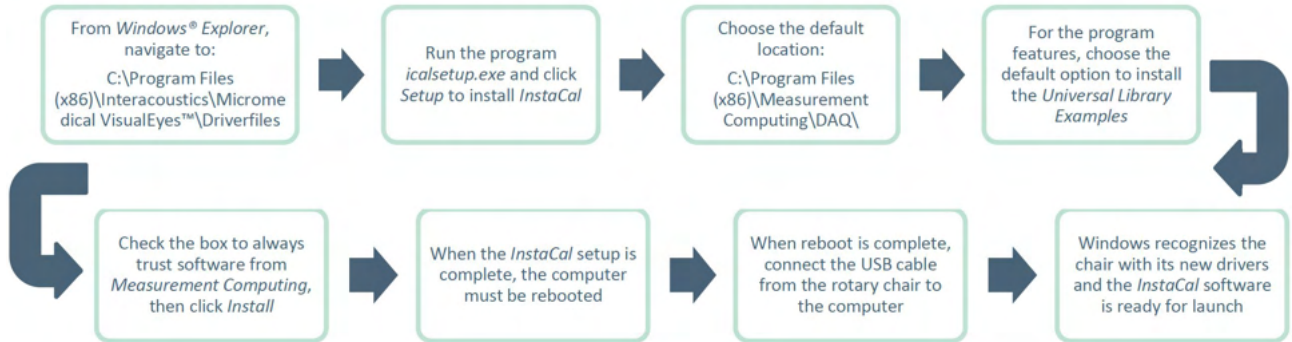 From Windows® Explorer,
navigate to:
C:\Program Files
(x86)\Interacoustics\Microme
dical VisualEyes™\Driverfiles
Run the program
icalsetup.exe and click
Setup to install InstaCal
Choose the default
location:
C:\Program Files
(x86)\Measurement
Computing\DAQ\
For the program
features, choose the
default option to install
the Universal Library
Examples
Check the box to always
trust software from
Measurement Computing,
then click Install
When the InstaCal setup is
complete, the computer
must be rebooted
When reboot is complete,
connect the USB cable
from the rotary chair to
the computer
Windows recognizes the
chair with its new drivers
and the InstaCal software
is ready for launch